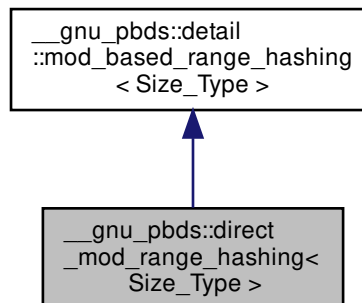 __gnu_pbds::detail
::mod_based_range_hashing
< Size_Type >
__gnu_pbds::direct
_mod_range_hashing<
Size_Type >